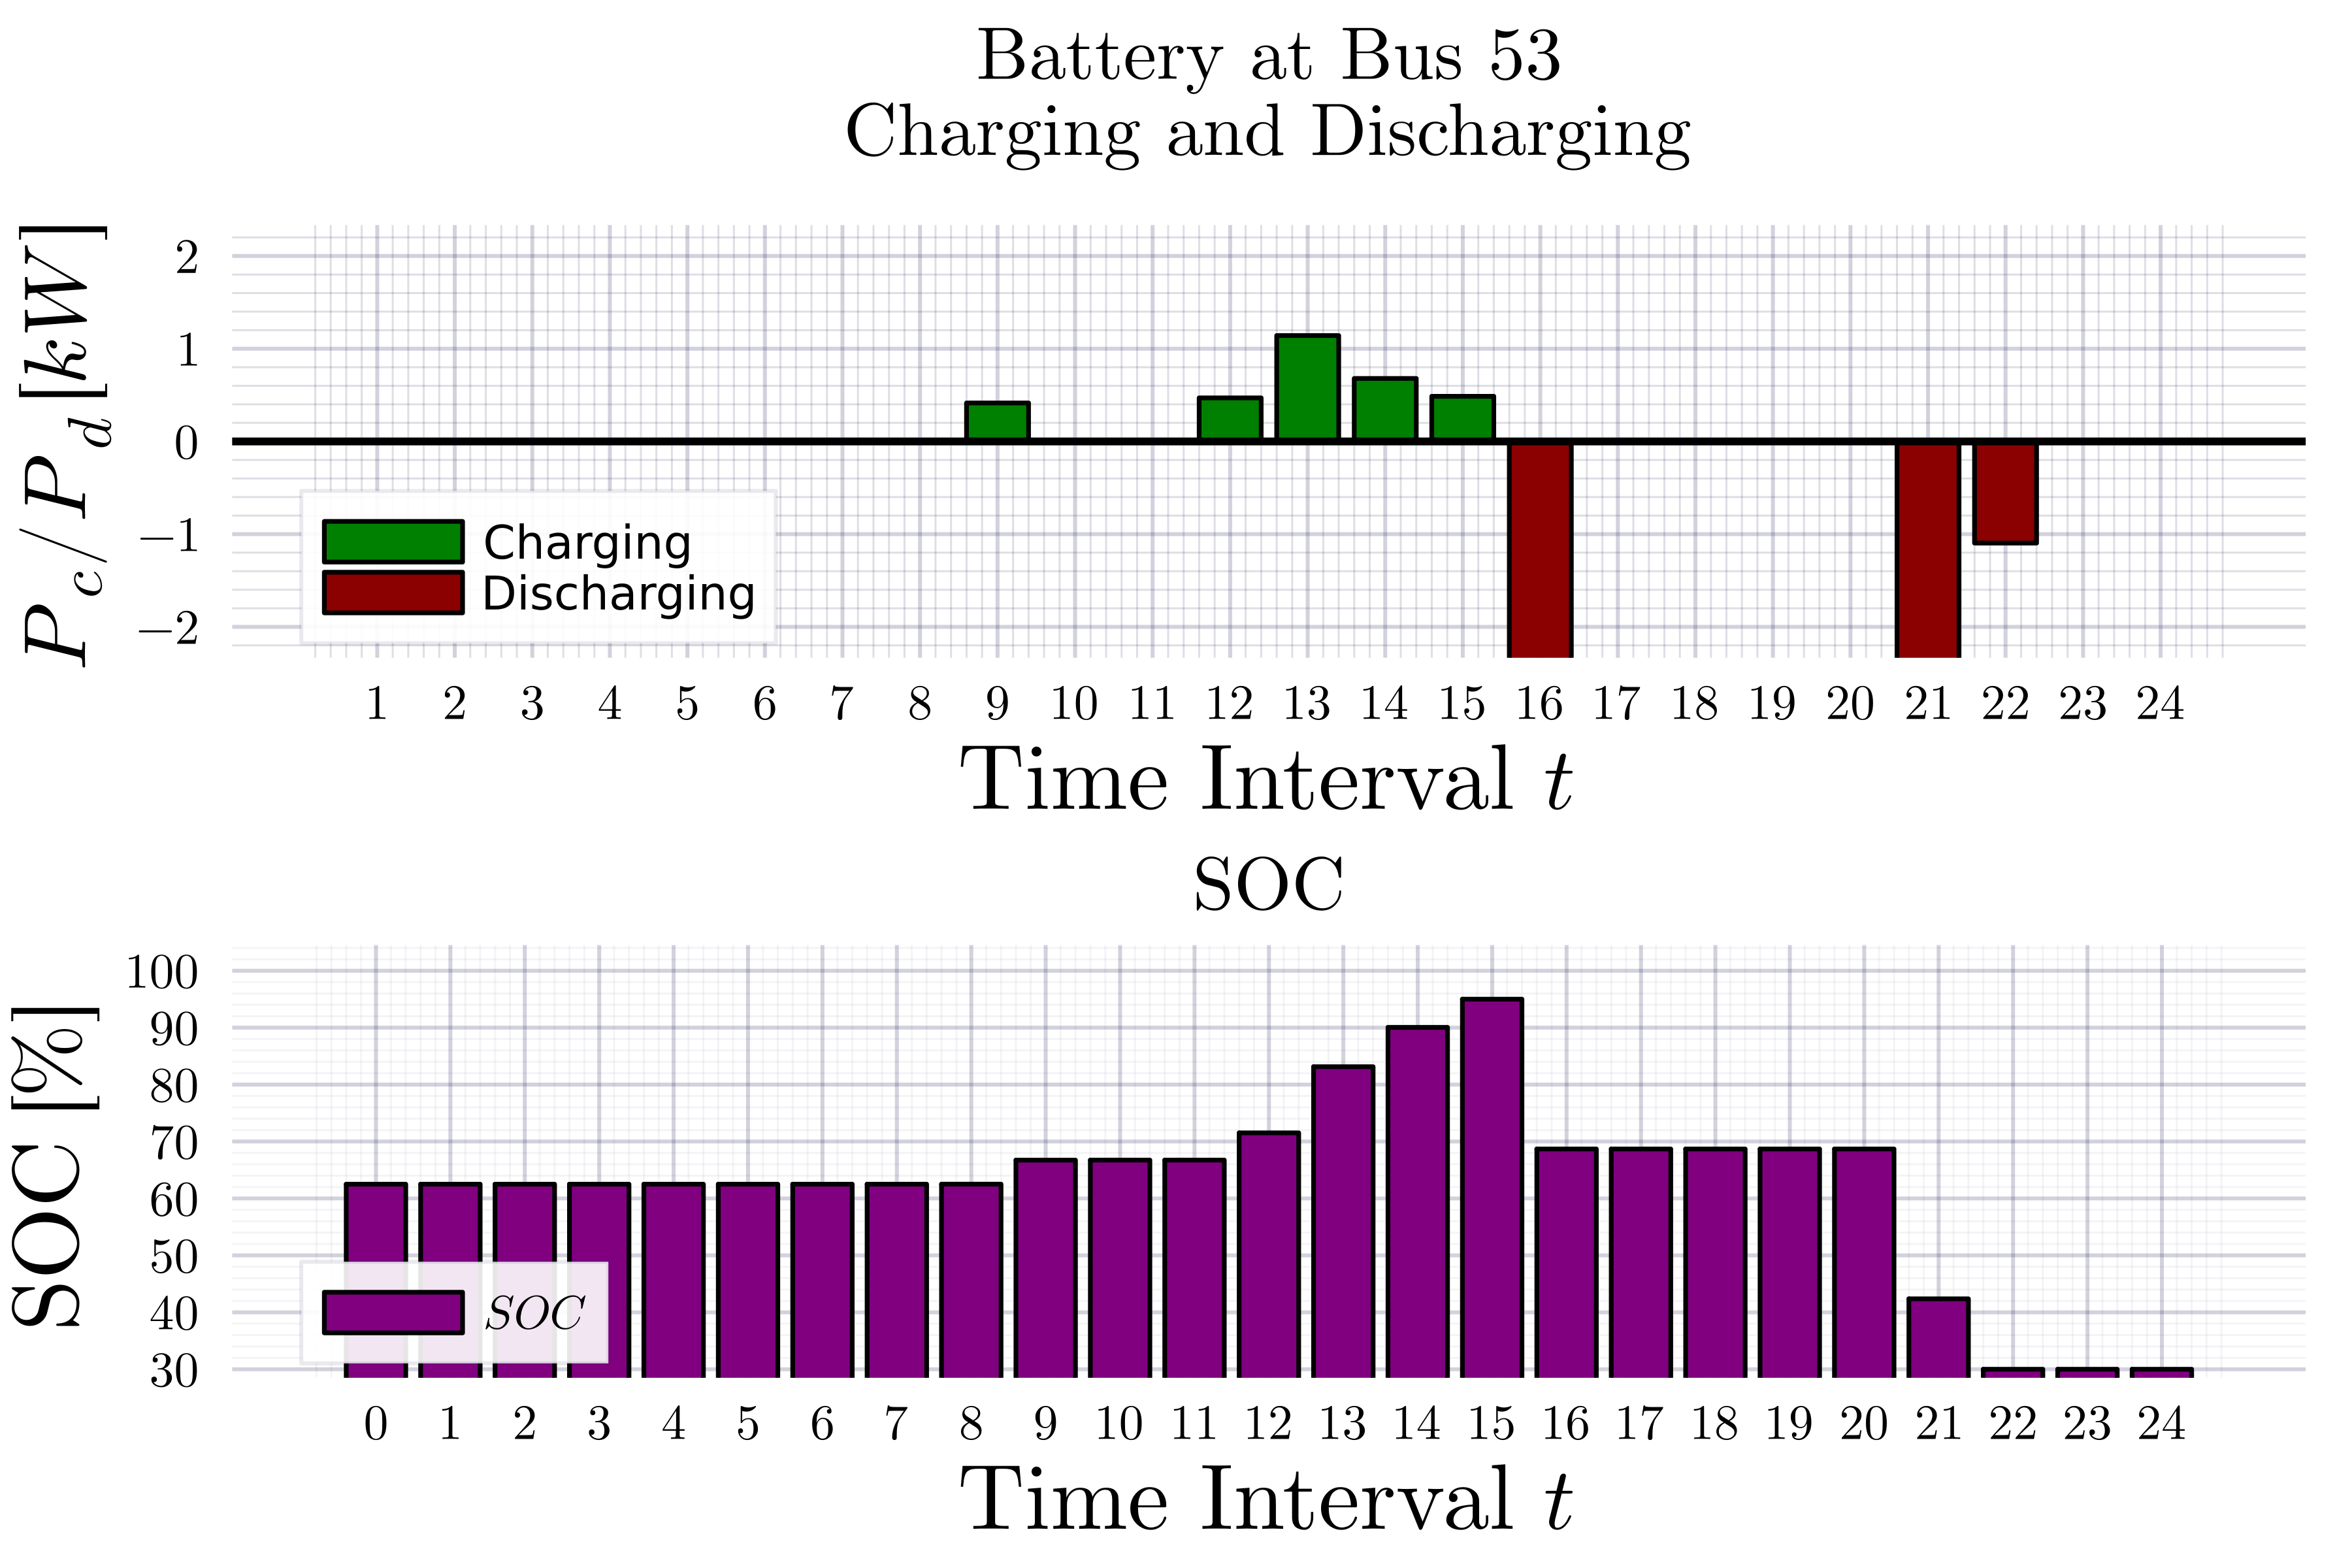 Battery at Bus 53
Charging and Discharging
P_c/P_d [kW]
2
1
0
−1
−2
Charging
Discharging
1 2 3 4 5 6 7 8 9 10 11 12 13 14 15 16 17 18 19 20 21 22 23 24
Time Interval t
SOC
SOC [%]
100
90
80
70
60
50
40
30
SOC
0 1 2 3 4 5 6 7 8 9 10 11 12 13 14 15 16 17 18 19 20 21 22 23 24
Time Interval t